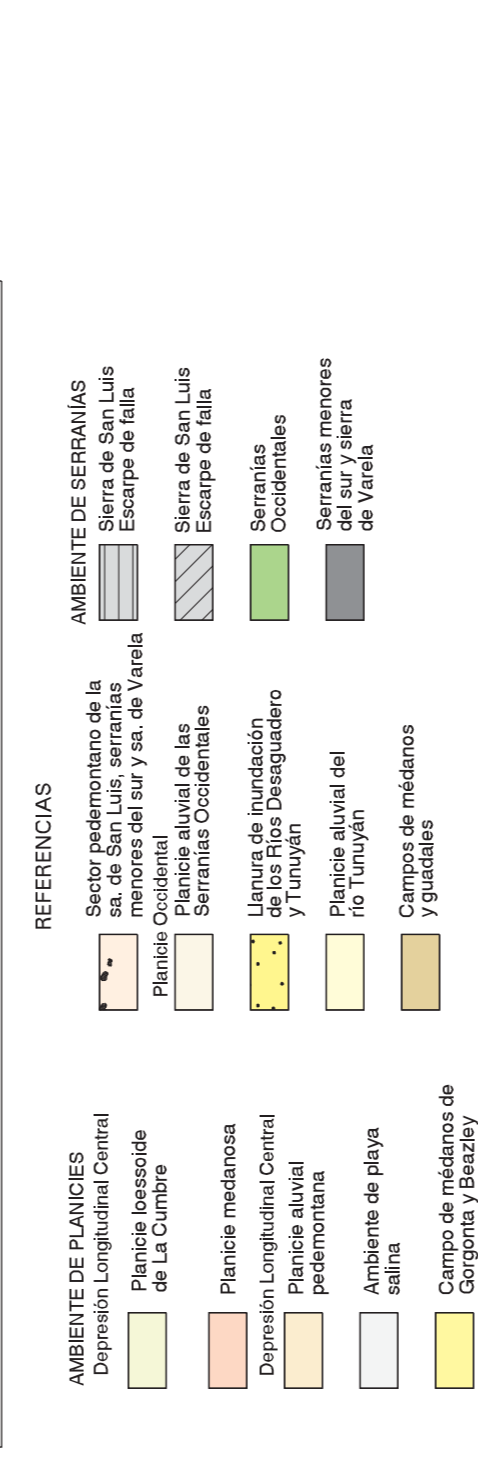 REFERENCIAS
AMBIENTE DE PLANICIES
Depresión Longitudinal Central
Planicie loessoide
de La Cumbre
Planicie medanosa
Depresión Longitudinal Central
Planicie aluvial
pedemontana
Ambiente de playa
salina
Campo de médanos de
Gorgonta y Beazley
Sector pedemontano de la
sa. de San Luis, serranías
menores del sur y sa. de Varela
Planicie Occidental
Planicie aluvial de las
Serranías Occidentales
Llanura de inundación
de los Ríos Desaguadero
y Tunuyán
Planicie aluvial del
río Tunuyán
Campos de médanos
y guadales
AMBIENTE DE SERRANÍAS
Sierra de San Luis
Escarpe de falla
Sierra de San Luis
Escarpe de falla
Serranías
Occidentales
Serranías menores
del sur y sierra
de Varela